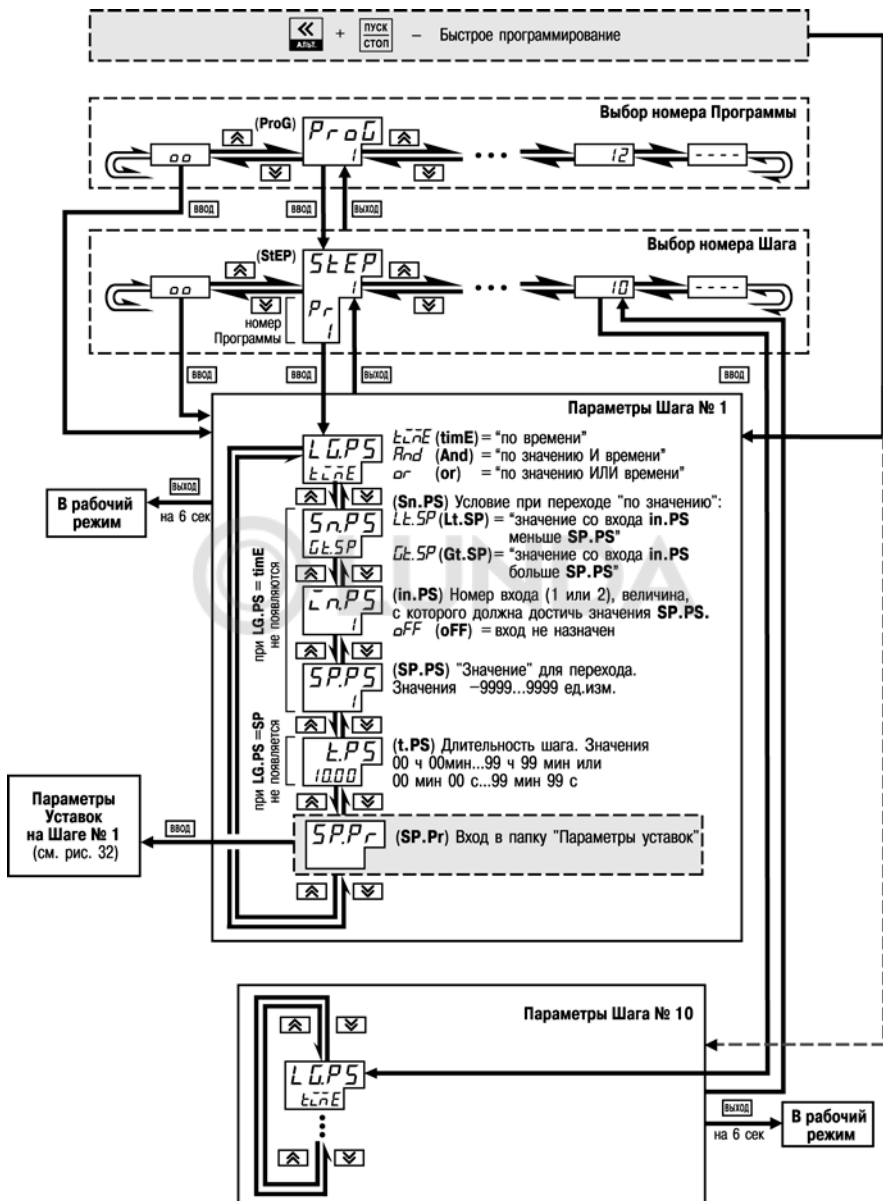 « АЛЬТ. + ПУСК СТОП – Быстрое программирование
Выбор номера Программы
(ProG) ProG
оо 1 ••• 12 ----
ВВОД ВВОД ВЫХОД
Выбор номера Шага
(StEP) StEP
оо 1 ••• 10 ----
Pr
1
номер
Программы
ВВОД ВВОД ВЫХОД ВВОД
Параметры Шага № 1
LG.PS
timE
timE (timE) = “по времени”
And (And) = “по значению И времени”
or (or) = “по значению ИЛИ времени”
ВЫХОД
на 6 сек
В рабочий
режим
при LG.PS = timE
не появляются
Sn.PS
Gt.SP
(Sn.PS) Условие при переходе "по значению":
Lt.SP (Lt.SP) = “значение со входа in.PS
меньше SP.PS”
Gt.SP (Gt.SP) = “значение со входа in.PS
больше SP.PS”
in.PS
1
(in.PS) Номер входа (1 или 2), величина,
с которого должна достичь значения SP.PS.
oFF (oFF) = вход не назначен
SP.PS
1
(SP.PS) "Значение" для перехода.
Значения −9999...9999 ед.изм.
при LG.PS =SP
не появляется
t.PS
10.00
(t.PS) Длительность шага. Значения
00 ч 00мин...99 ч 99 мин или
00 мин 00 с...99 мин 99 с
Параметры
Уставок
на Шаге № 1
(см. рис. 32)
ВВОД
SP.Pr
(SP.Pr) Вход в папку "Параметры уставок"
LUNDA
Параметры Шага № 10
LG.PS
timE
ВЫХОД
на 6 сек
В рабочий
режим